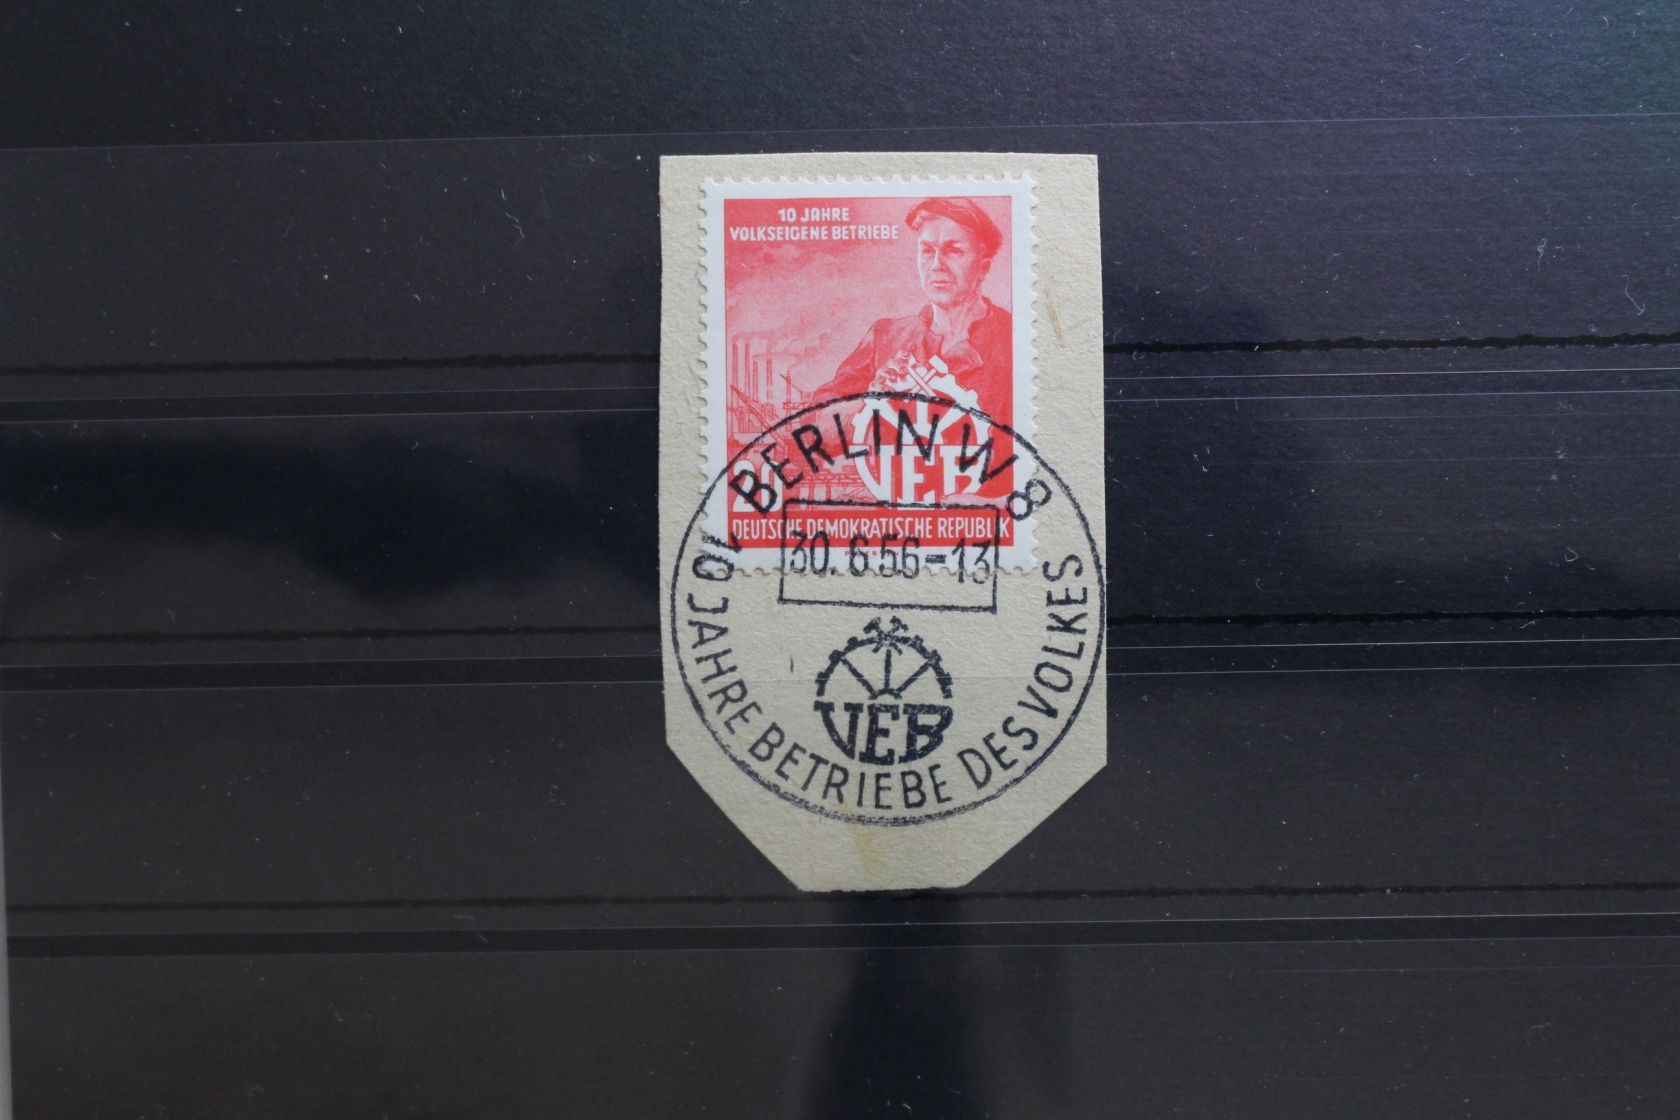 10 JAHRE
VOLKSEIGENE BETRIEBE
VEB
20
DEUTSCHE DEMOKRATISCHE REPUBLIK
BERLIN W 8
30.6.56-13
VEB
10 JAHRE BETRIEBE DES VOLKES